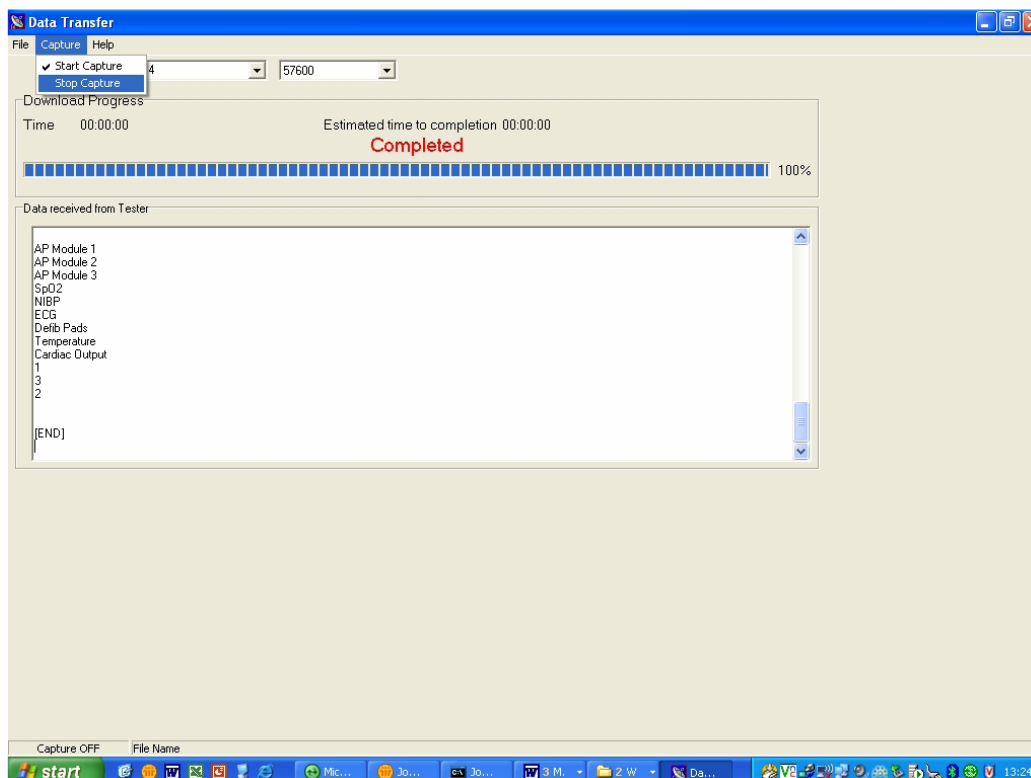 Data Transfer
File Capture Help
Start Capture
Stop Capture
4 57600
Download Progress
Time 00:00:00 Estimated time to completion 00:00:00
Completed
100%
Data received from Tester
AP Module 1
AP Module 2
AP Module 3
SpO2
NIBP
ECG
Defib Pads
Temperature
Cardiac Output
1
3
2
[END]
Capture OFF File Name
start Mic... Jo... Jo... 3 M. 2 W Da... 13:2